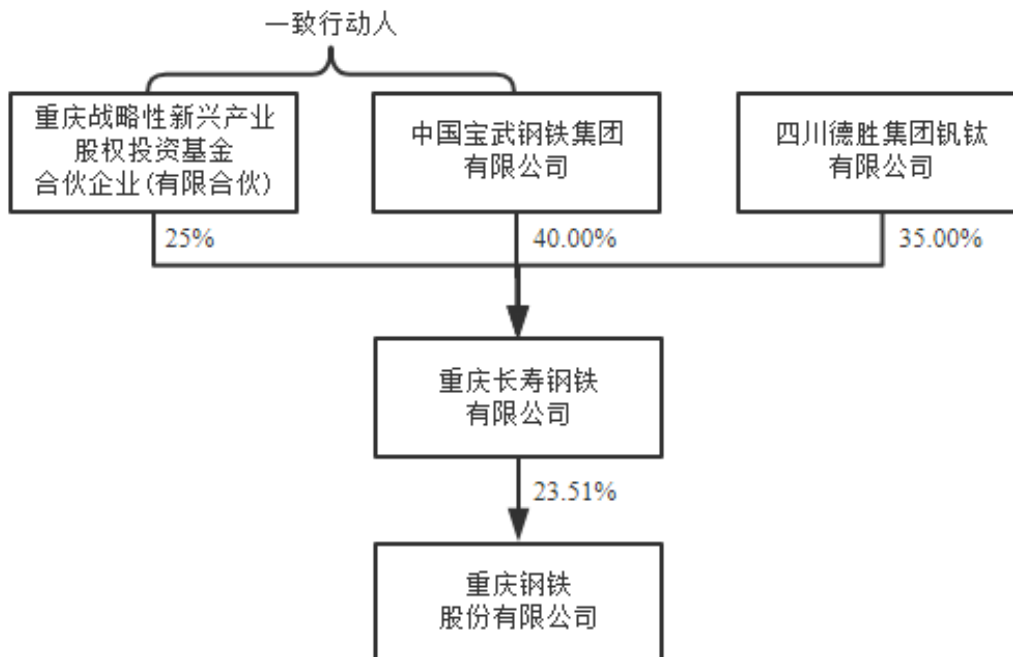 一致行动人
重庆战略性新兴产业
股权投资基金
合伙企业(有限合伙)
中国宝武钢铁集团
有限公司
四川德胜集团钒钛
有限公司
25%
40.00%
35.00%
重庆长寿钢铁
有限公司
23.51%
重庆钢铁
股份有限公司